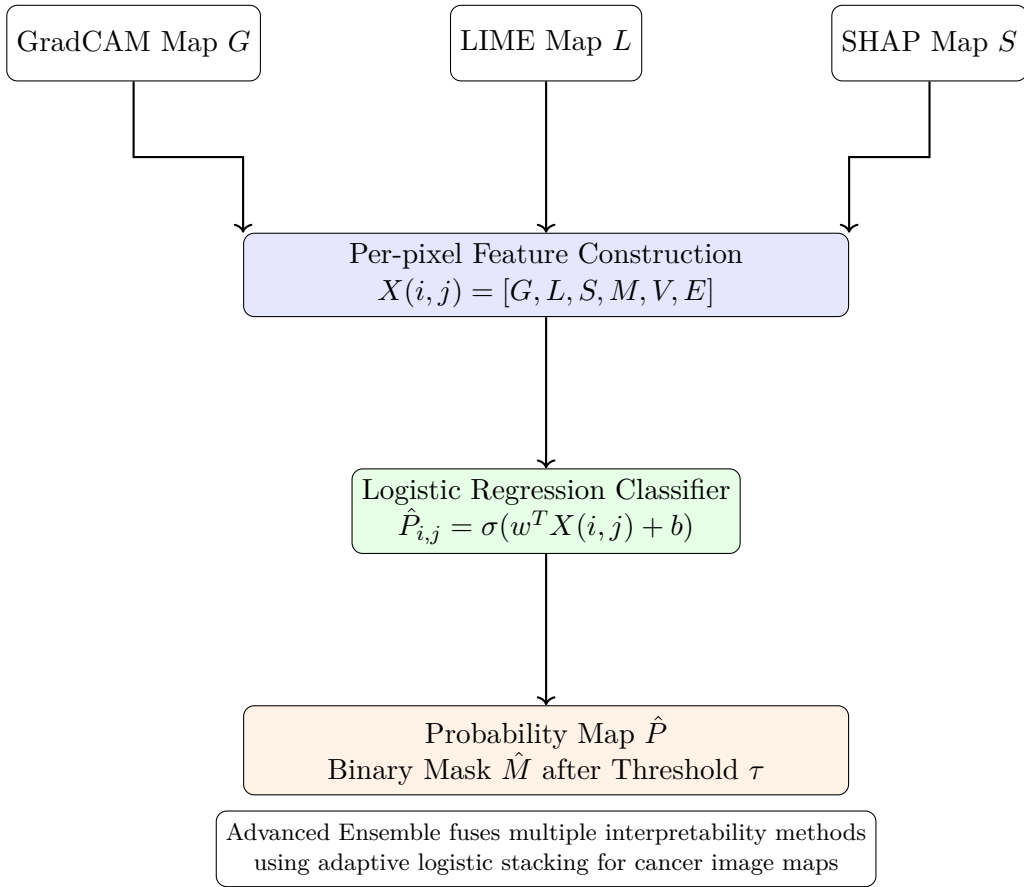 GradCAM Map G
LIME Map L
SHAP Map S
Per-pixel Feature Construction
X(i, j) = [G, L, S, M, V, E]
Logistic Regression Classifier
P̂_{i,j} = σ(w^T X(i, j) + b)
Probability Map P̂
Binary Mask M̂ after Threshold τ
Advanced Ensemble fuses multiple interpretability methods
using adaptive logistic stacking for cancer image maps